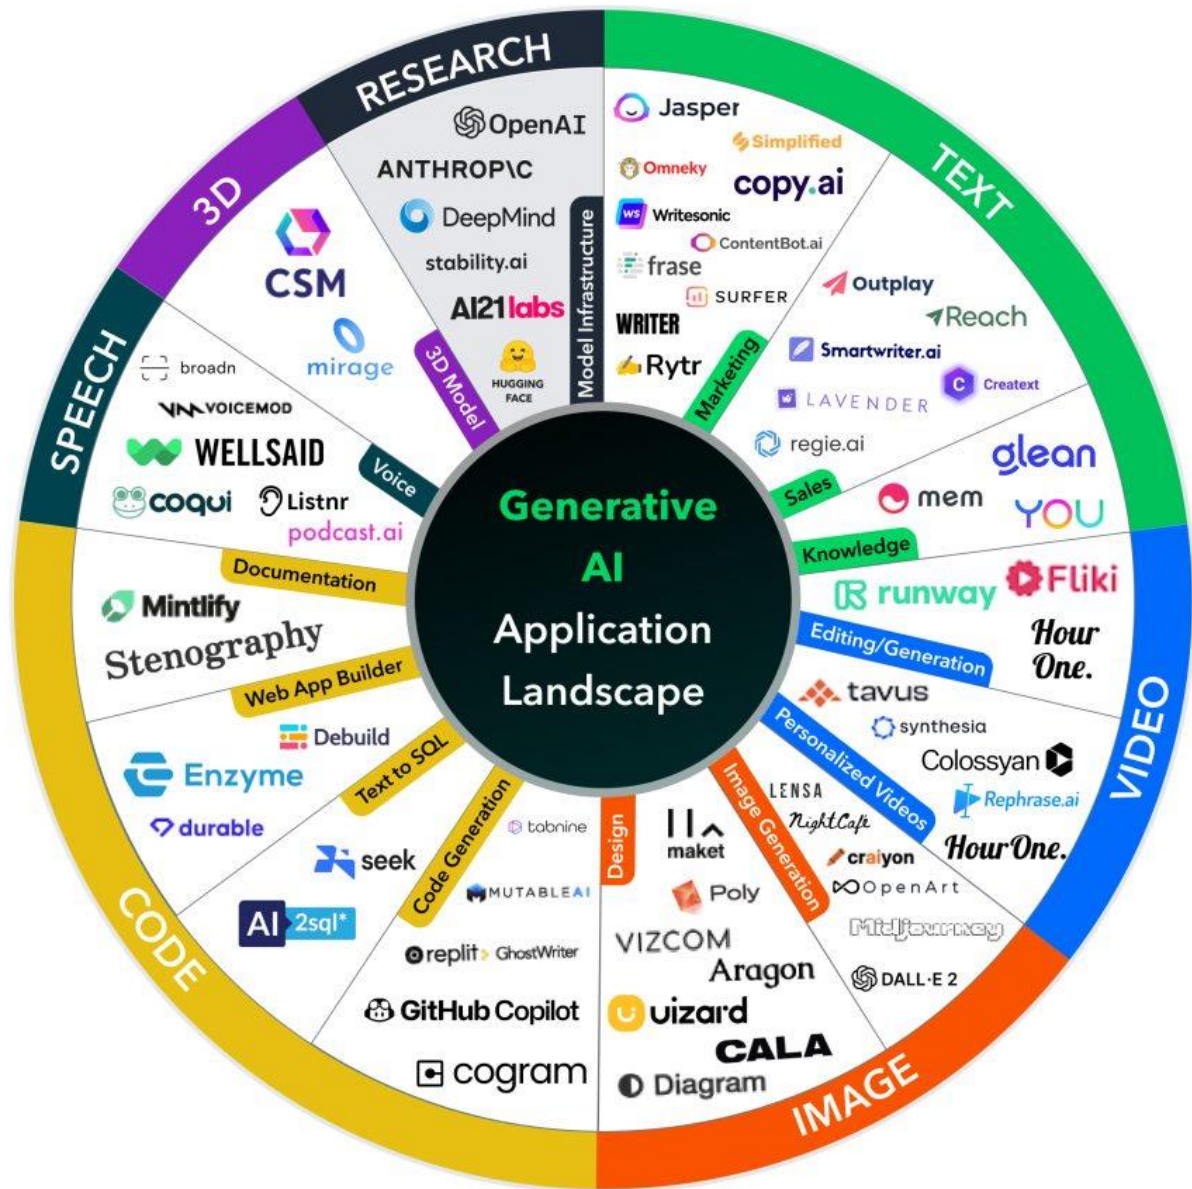 Generative
AI
Application
Landscape
RESEARCH
OpenAI
ANTHROP\C
DeepMind
stability.ai
AI21labs
HUGGING
FACE
Model Infrastructure
TEXT
Jasper
Simplified
Omneky
copy.ai
WS Writesonic
ContentBot.ai
frase
SURFER
WRITER
Rytr
Marketing
Outplay
Reach
Smartwriter.ai
C Creatext
LAVENDER
regie.ai
Sales
glean
mem
YOU
Knowledge
VIDEO
runway
Fliki
Hour
One.
Editing/Generation
tavus
synthesia
Colossyan
Rephrase.ai
HourOne.
Personalized Videos
IMAGE
LENSA
NightCafé
craiyon
OpenArt
Midjourney
DALL·E 2
Image Generation
maket
Poly
VIZCOM
Aragon
uizard
CALA
Diagram
Design
CODE
tabnine
MUTABLEAI
replit GhostWriter
GitHub Copilot
cogram
Code Generation
seek
AI 2sql*
Text to SQL
Debuild
Enzyme
durable
Web App Builder
Mintlify
Stenography
Documentation
SPEECH
broadn
VOICEMOD
WELLSAID
coqui
Listnr
podcast.ai
Voice
3D
CSM
mirage
3D Model